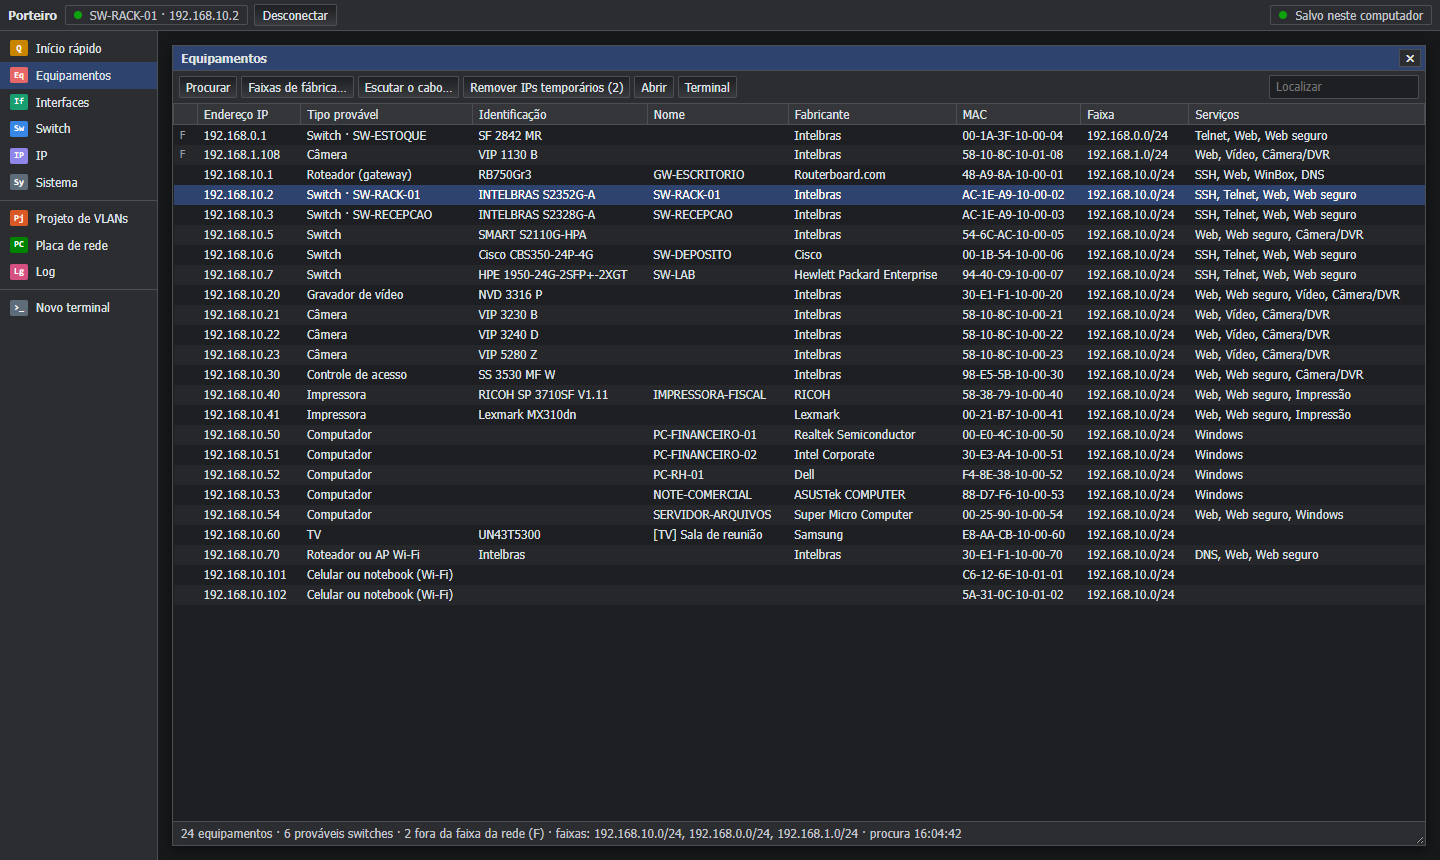 Porteiro SW-RACK-01 · 192.168.10.2 Desconectar Salvo neste computador
Q Início rápido
Eq Equipamentos
If Interfaces
Sw Switch
IP IP
Sy Sistema
Pj Projeto de VLANs
PC Placa de rede
Lg Log
>_ Novo terminal
Equipamentos
Procurar Faixas de fábrica... Escutar o cabo... Remover IPs temporários (2) Abrir Terminal Localizar
Endereço IP Tipo provável Identificação Nome Fabricante MAC Faixa Serviços
F 192.168.0.1 Switch · SW-ESTOQUE SF 2842 MR Intelbras 00-1A-3F-10-00-04 192.168.0.0/24 Telnet, Web, Web seguro
F 192.168.1.108 Câmera VIP 1130 B Intelbras 58-10-8C-10-01-08 192.168.1.0/24 Web, Vídeo, Câmera/DVR
192.168.10.1 Roteador (gateway) RB750Gr3 GW-ESCRITORIO Routerboard.com 48-A9-8A-10-00-01 192.168.10.0/24 SSH, Web, WinBox, DNS
192.168.10.2 Switch · SW-RACK-01 INTELBRAS S2352G-A SW-RACK-01 Intelbras AC-1E-A9-10-00-02 192.168.10.0/24 SSH, Telnet, Web, Web seguro
192.168.10.3 Switch · SW-RECEPCAO INTELBRAS S2328G-A SW-RECEPCAO Intelbras AC-1E-A9-10-00-03 192.168.10.0/24 SSH, Telnet, Web, Web seguro
192.168.10.5 Switch SMART S2110G-HPA Intelbras 54-6C-AC-10-00-05 192.168.10.0/24 Web, Web seguro, Câmera/DVR
192.168.10.6 Switch Cisco CBS350-24P-4G SW-DEPOSITO Cisco 00-1B-54-10-00-06 192.168.10.0/24 SSH, Telnet, Web, Web seguro
192.168.10.7 Switch HPE 1950-24G-2SFP+-2XGT SW-LAB Hewlett Packard Enterprise 94-40-C9-10-00-07 192.168.10.0/24 SSH, Telnet, Web, Web seguro
192.168.10.20 Gravador de vídeo NVD 3316 P Intelbras 30-E1-F1-10-00-20 192.168.10.0/24 Web, Web seguro, Vídeo, Câmera/DVR
192.168.10.21 Câmera VIP 3230 B Intelbras 58-10-8C-10-00-21 192.168.10.0/24 Web, Vídeo, Câmera/DVR
192.168.10.22 Câmera VIP 3240 D Intelbras 58-10-8C-10-00-22 192.168.10.0/24 Web, Vídeo, Câmera/DVR
192.168.10.23 Câmera VIP 5280 Z Intelbras 58-10-8C-10-00-23 192.168.10.0/24 Web, Vídeo, Câmera/DVR
192.168.10.30 Controle de acesso SS 3530 MF W Intelbras 98-E5-5B-10-00-30 192.168.10.0/24 Web, Web seguro, Câmera/DVR
192.168.10.40 Impressora RICOH SP 3710SF V1.11 IMPRESSORA-FISCAL RICOH 58-38-79-10-00-40 192.168.10.0/24 Web, Web seguro, Impressão
192.168.10.41 Impressora Lexmark MX310dn Lexmark 00-21-B7-10-00-41 192.168.10.0/24 Web, Web seguro, Impressão
192.168.10.50 Computador PC-FINANCEIRO-01 Realtek Semiconductor 00-E0-4C-10-00-50 192.168.10.0/24 Windows
192.168.10.51 Computador PC-FINANCEIRO-02 Intel Corporate 30-E3-A4-10-00-51 192.168.10.0/24 Windows
192.168.10.52 Computador PC-RH-01 Dell F4-8E-38-10-00-52 192.168.10.0/24 Windows
192.168.10.53 Computador NOTE-COMERCIAL ASUSTek COMPUTER 88-D7-F6-10-00-53 192.168.10.0/24 Windows
192.168.10.54 Computador SERVIDOR-ARQUIVOS Super Micro Computer 00-25-90-10-00-54 192.168.10.0/24 Web, Web seguro, Windows
192.168.10.60 TV UN43T5300 [TV] Sala de reunião Samsung E8-AA-CB-10-00-60 192.168.10.0/24
192.168.10.70 Roteador ou AP Wi-Fi Intelbras Intelbras 30-E1-F1-10-00-70 192.168.10.0/24 DNS, Web, Web seguro
192.168.10.101 Celular ou notebook (Wi-Fi) C6-12-6E-10-01-01 192.168.10.0/24
192.168.10.102 Celular ou notebook (Wi-Fi) 5A-31-0C-10-01-02 192.168.10.0/24
24 equipamentos · 6 prováveis switches · 2 fora da faixa da rede (F) · faixas: 192.168.10.0/24, 192.168.0.0/24, 192.168.1.0/24 · procura 16:04:42